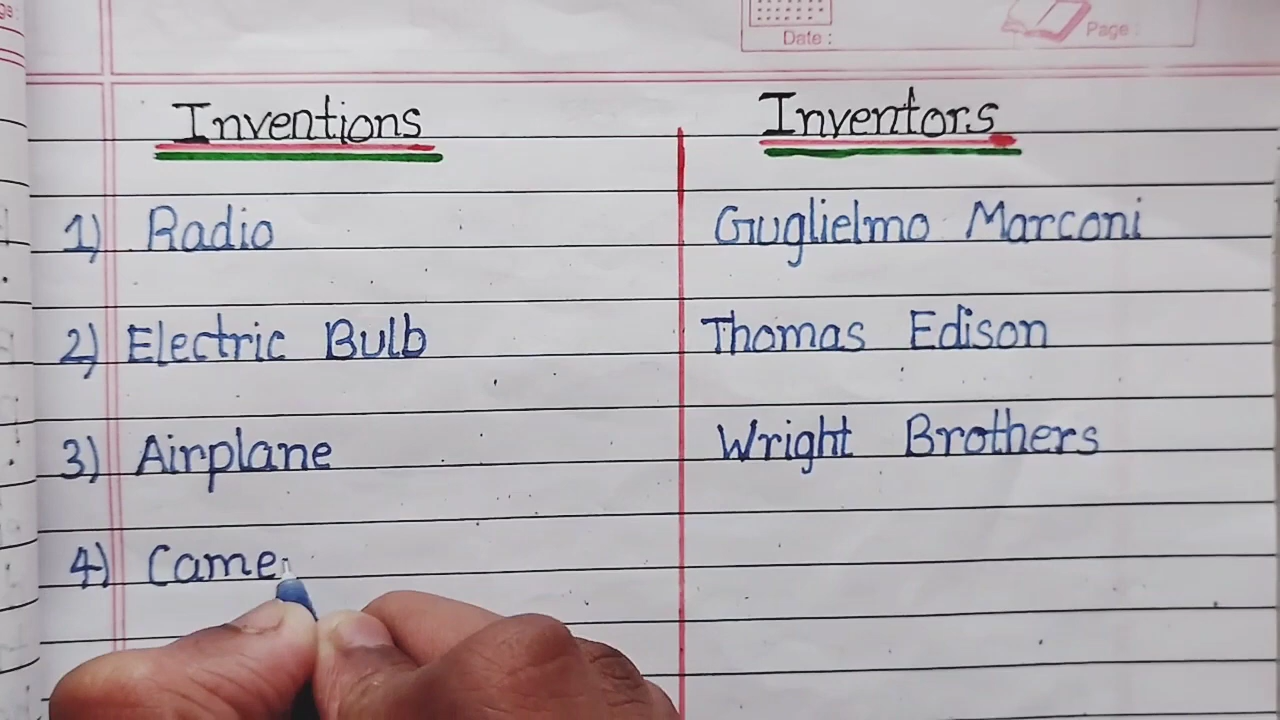 Date :
Page :
Inventions Inventors
1) Radio Guglielmo Marconi
2) Electric Bulb Thomas Edison
3) Airplane Wright Brothers
4) Came